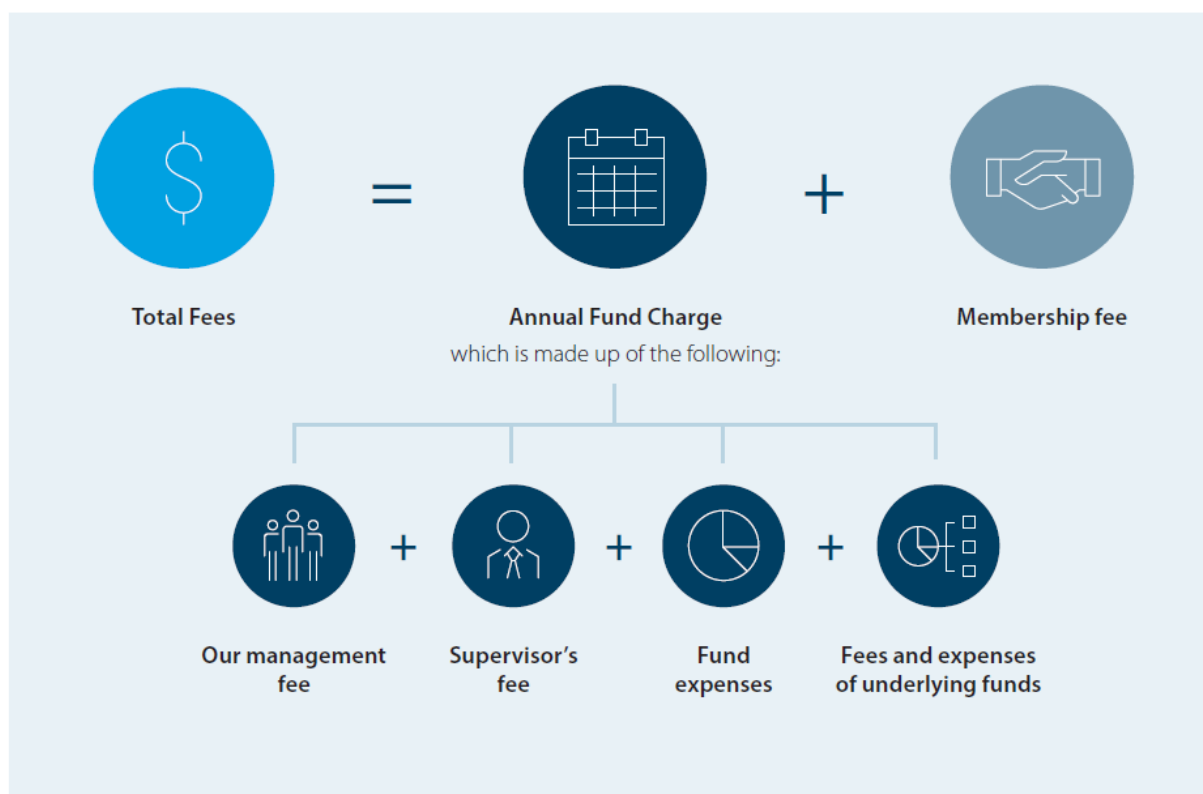 $
=
+
Total Fees
Annual Fund Charge
Membership fee
which is made up of the following:
+
+
+
Our management
fee
Supervisor’s
fee
Fund
expenses
Fees and expenses
of underlying funds